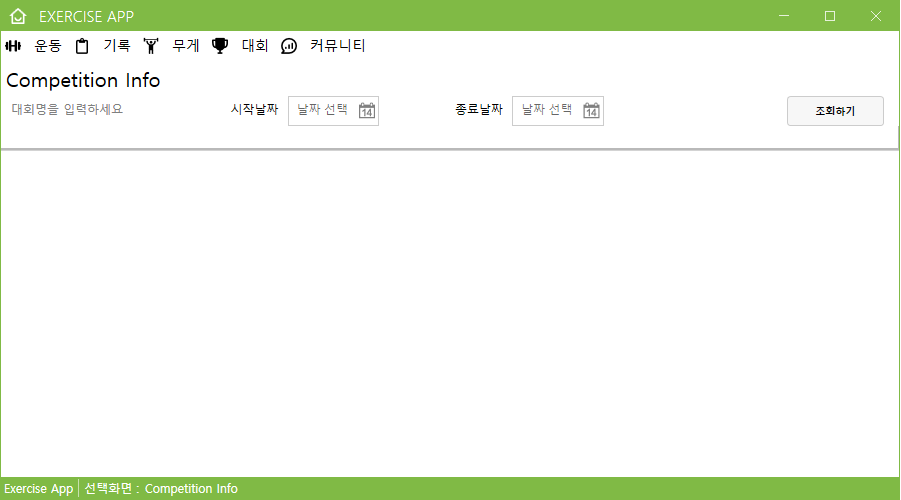 EXERCISE APP
운동 기록 무게 대회 커뮤니티
Competition Info
대회명을 입력하세요 시작날짜 날짜 선택 14 종료날짜 날짜 선택 14 조회하기
Exercise App 선택화면 : Competition Info